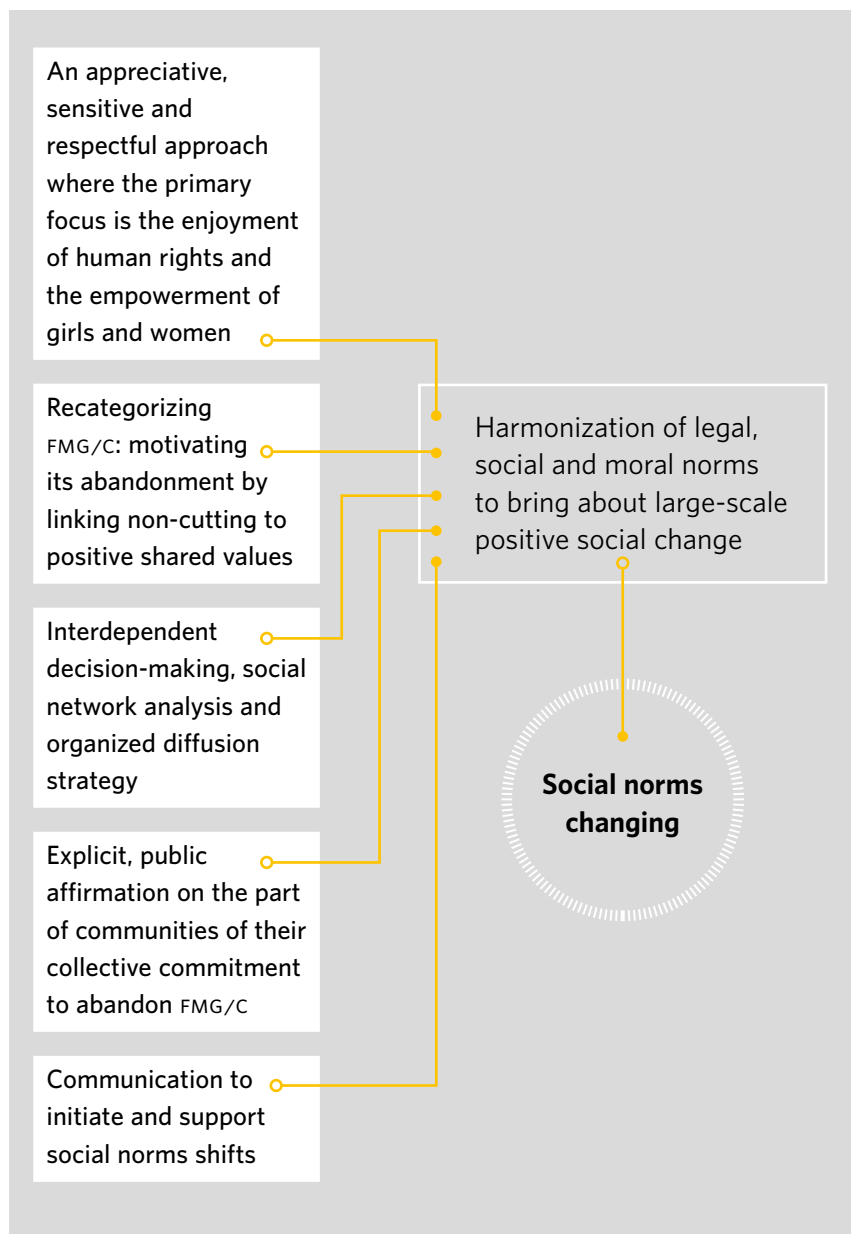 An appreciative,
sensitive and
respectful approach
where the primary
focus is the enjoyment
of human rights and
the empowerment of
girls and women
Recategorizing
FMG/C: motivating
its abandonment by
linking non-cutting to
positive shared values
Interdependent
decision-making, social
network analysis and
organized diffusion
strategy
Explicit, public
affirmation on the part
of communities of their
collective commitment
to abandon FMG/C
Communication to
initiate and support
social norms shifts
Harmonization of legal,
social and moral norms
to bring about large-scale
positive social change
Social norms
changing